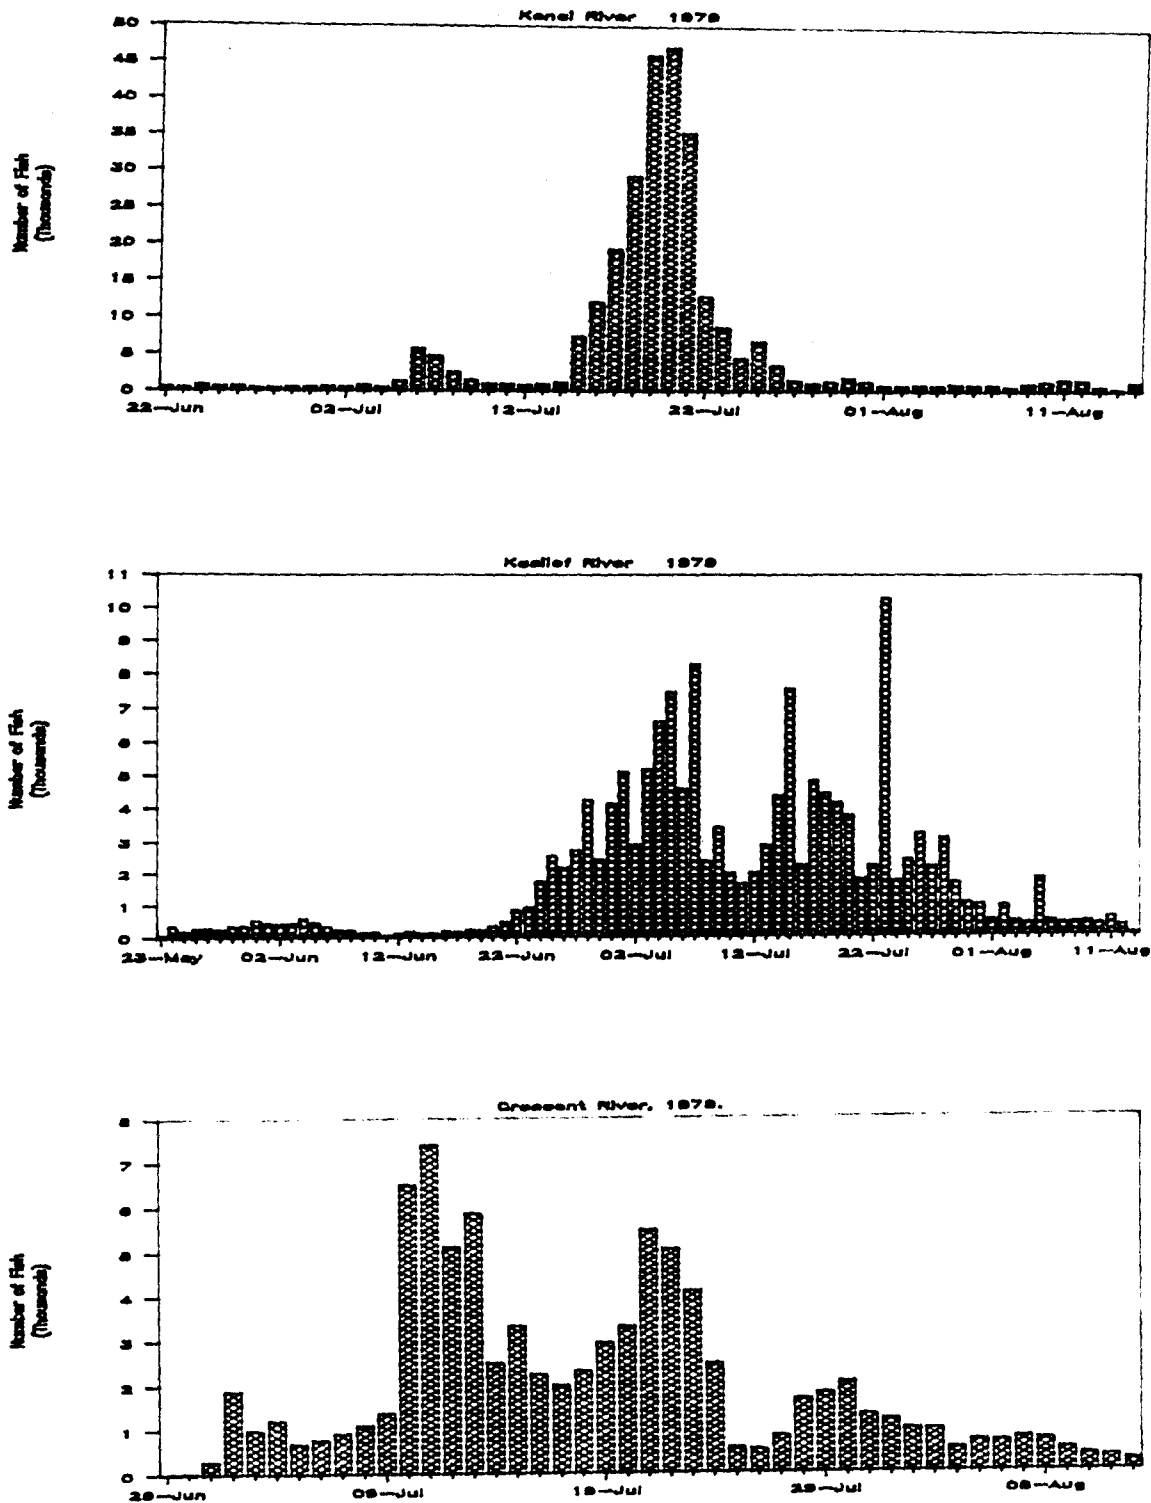 Kenai River 1979
50
45
40
35
30
25
20
15
10
5
0
Number of Fish
(Thousands)
22-Jun 02-Jul 12-Jul 22-Jul 01-Aug 11-Aug
Kasilof River 1979
11
10
9
8
7
6
5
4
3
2
1
0
Number of Fish
(Thousands)
23-May 02-Jun 12-Jun 22-Jun 02-Jul 12-Jul 22-Jul 01-Aug 11-Aug
Crescent River, 1979.
8
7
6
5
4
3
2
1
0
Number of Fish
(Thousands)
29-Jun 09-Jul 19-Jul 29-Jul 08-Aug